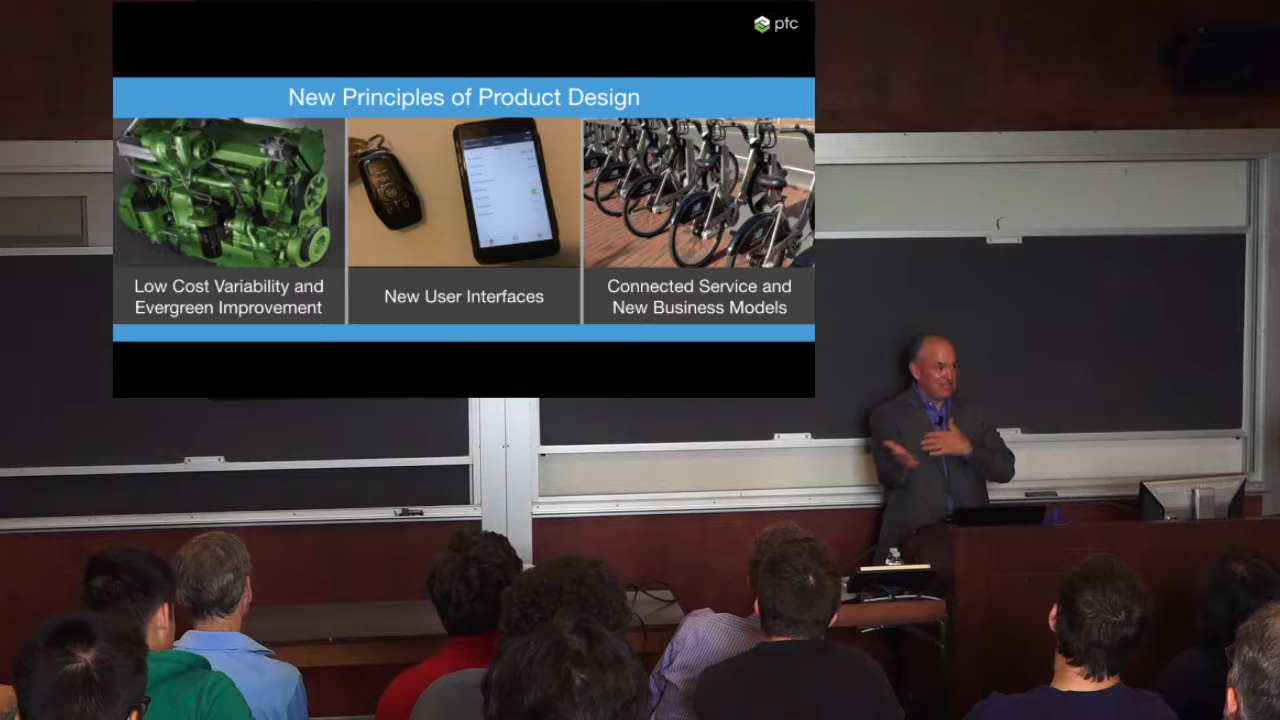 ptc
New Principles of Product Design
Low Cost Variability and
Evergreen Improvement
New User Interfaces
Connected Service and
New Business Models